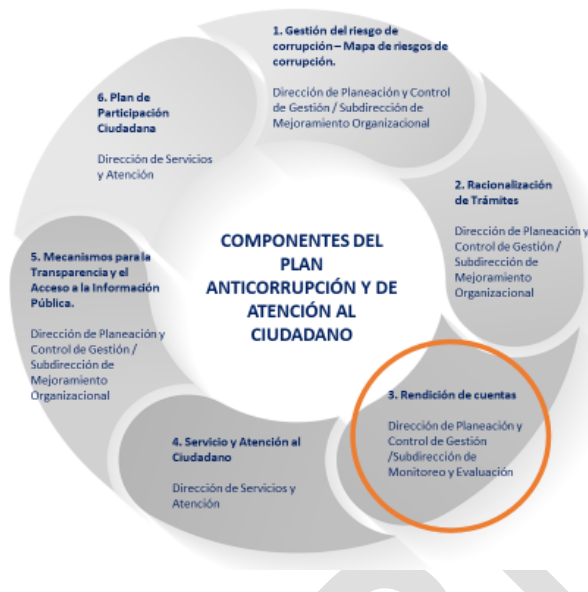 1. Gestión del riesgo de
corrupción – Mapa de riesgos de
corrupción.
Dirección de Planeación y Control
de Gestión / Subdirección de
Mejoramiento Organizacional
2. Racionalización
de Trámites
Dirección de Planeación y
Control de Gestión /
Subdirección de
Mejoramiento
Organizacional
3. Rendición de cuentas
Dirección de Planeación y
Control de Gestión
/Subdirección de
Monitoreo y Evaluación
4. Servicio y Atención al
Ciudadano
Dirección de Servicios y
Atención
5. Mecanismos para la
Transparencia y el
Acceso a la Información
Pública.
Dirección de Planeación y
Control de Gestión /
Subdirección de
Mejoramiento
Organizacional
6. Plan de
Participación
Ciudadana
Dirección de Servicios
y Atención
COMPONENTES DEL
PLAN
ANTICORRUPCIÓN Y DE
ATENCIÓN AL
CIUDADANO